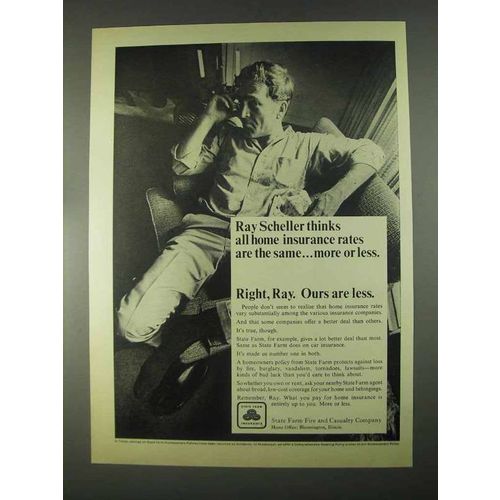 Ray Scheller thinks
all home insurance rates
are the same...more or less.
Right, Ray. Ours are less.
People don't seem to realize that home insurance rates
vary substantially among the various insurance companies.
And that some companies offer a better deal than others.
It's true, though.
State Farm, for example, gives a lot better deal than most.
Same as State Farm does on car insurance.
It's made us number one in both.
A homeowners policy from State Farm protects against loss
by fire, burglary, vandalism, tornadoes, lawsuits—more
kinds of bad luck than you'd care to think about.
So whether you own or rent, ask your nearby State Farm agent
about broad, low-cost coverage for your home and belongings.
Remember, Ray. What you pay for home insurance is
entirely up to you. More or less.
STATE FARM
INSURANCE
State Farm Fire and Casualty Company
Home Office: Bloomington, Illinois